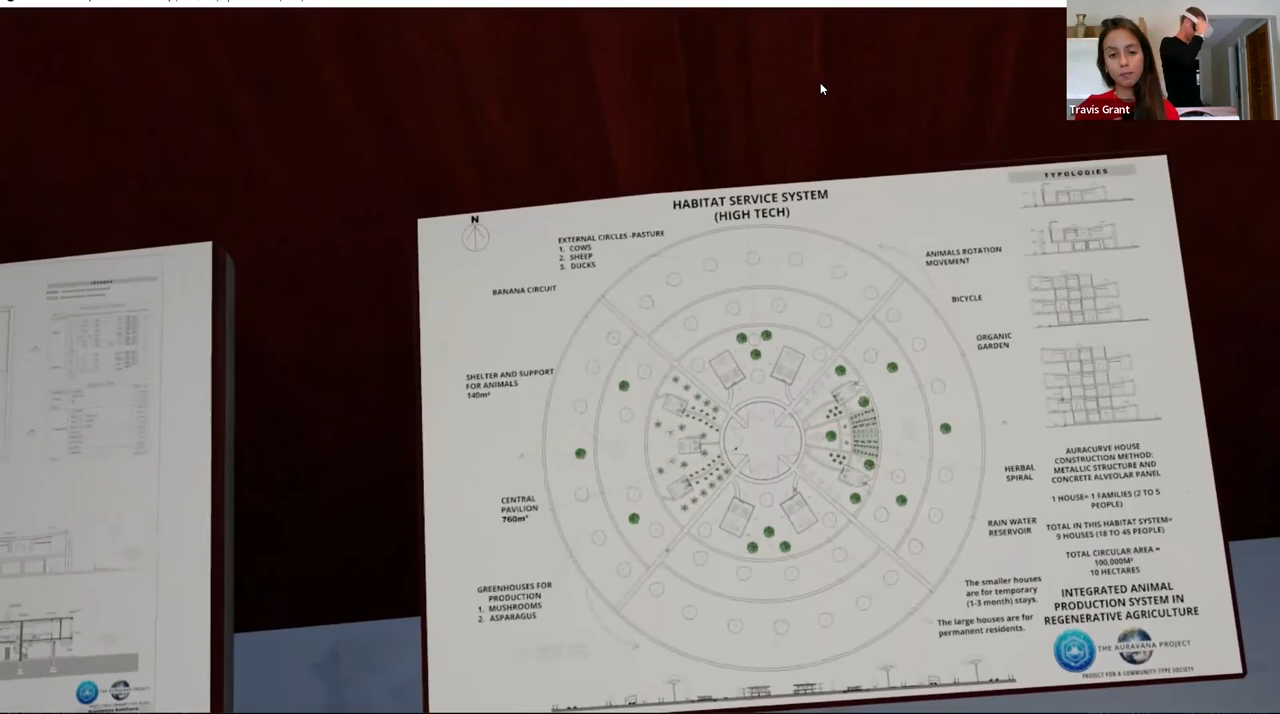 Travis Grant
HABITAT SERVICE SYSTEM
(HIGH TECH)
N
EXTERNAL CIRCLES -PASTURE
1. COWS
2. SHEEP
3. DUCKS
BANANA CIRCUIT
SHELTER AND SUPPORT
FOR ANIMALS
140m²
CENTRAL
PAVILION
760m²
GREENHOUSES FOR
PRODUCTION
1. MUSHROOMS
2. ASPARAGUS
ANIMALS ROTATION
MOVEMENT
BICYCLE
ORGANIC
GARDEN
HERBAL
SPIRAL
RAIN WATER
RESERVOIR
The smaller houses
are for temporary
(1-3 month) stays.
The large houses are for
permanent residents.
TYPOLOGIES
AURACURVE HOUSE
CONSTRUCTION METHOD:
METALLIC STRUCTURE AND
CONCRETE ALVEOLAR PANEL
1 HOUSE= 1 FAMILIES (2 TO 5
PEOPLE)
TOTAL IN THIS HABITAT SYSTEM=
9 HOUSES (18 TO 45 PEOPLE)
TOTAL CIRCULAR AREA =
100,000M²
10 HECTARES
INTEGRATED ANIMAL
PRODUCTION SYSTEM IN
REGENERATIVE AGRICULTURE
THE AURAVANA PROJECT
PROJECT FOR A COMMUNITY-TYPE SOCIETY
THE AURAVANA PROJECT